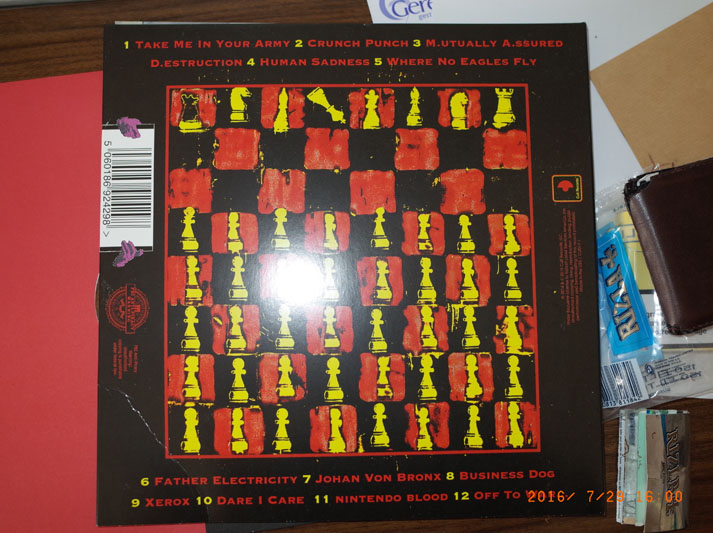 Gere
1 TAKE ME IN YOUR ARMY 2 CRUNCH PUNCH 3 M.UTUALLY A.SSURED
D.ESTRUCTION 4 HUMAN SADNESS 5 WHERE NO EAGLES FLY
5 060186 924298 >
RIZLA+
6 FATHER ELECTRICITY 7 JOHAN VON BRONX 8 BUSINESS DOG
9 XEROX 10 DARE I CARE 11 NINTENDO BLOOD 12 OFF TO W
2016/ 7/29 16:00